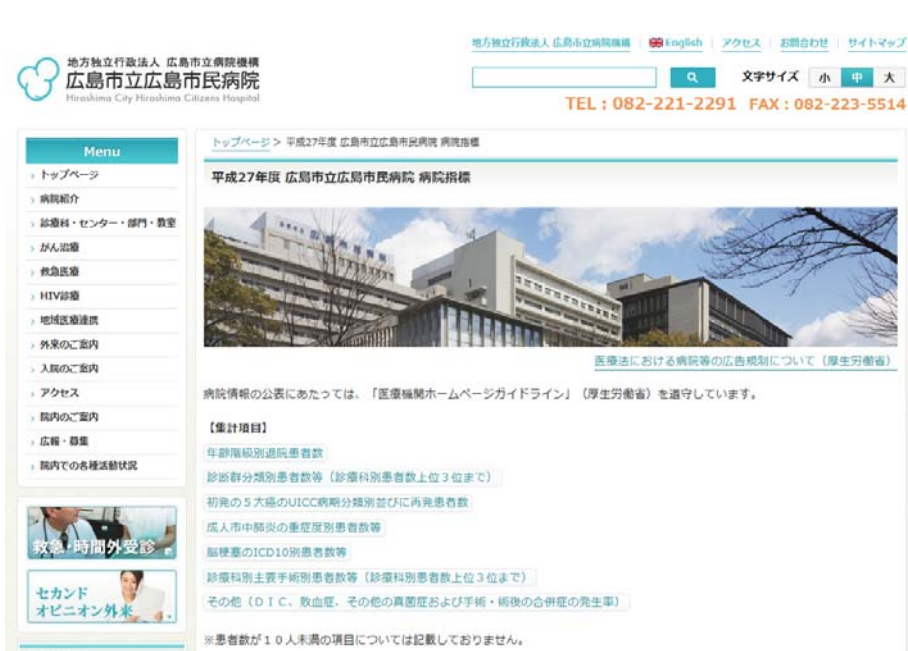 地方独立行政法人 広島市立病院機構
English
アクセス
お問合わせ
サイトマップ
地方独立行政法人 広島市立病院機構
広島市立広島市民病院
Hiroshima City Hiroshima Citizens Hospital
文字サイズ 小 中 大
TEL : 082-221-2291 FAX : 082-223-5514
Menu
トップページ
病院紹介
診療科・センター・部門・教室
がん治療
救急医療
HIV診療
地域医療連携
外来のご案内
入院のご案内
アクセス
院内のご案内
広報・募集
院内での各種活動状況
救急・時間外受診
セカンド
オピニオン外来
トップページ > 平成27年度 広島市立広島市民病院 病院指標
平成27年度 広島市立広島市民病院 病院指標
広島市民病院
医療法における病院等の広告規制について（厚生労働省）
病院情報の公表にあたっては、「医療機関ホームページガイドライン」（厚生労働省）を遵守しています。
【集計項目】
年齢階級別退院患者数
診断群分類別患者数等（診療科別患者数上位３位まで）
初発の５大癌のUICC病期分類別並びに再発患者数
成人市中肺炎の重症度別患者数等
脳梗塞のICD10別患者数等
診療科別主要手術別患者数等（診療科別患者数上位３位まで）
その他（ＤＩＣ、敗血症、その他の真菌症および手術・術後の合併症の発生率）
※患者数が１０人未満の項目については記載しておりません。